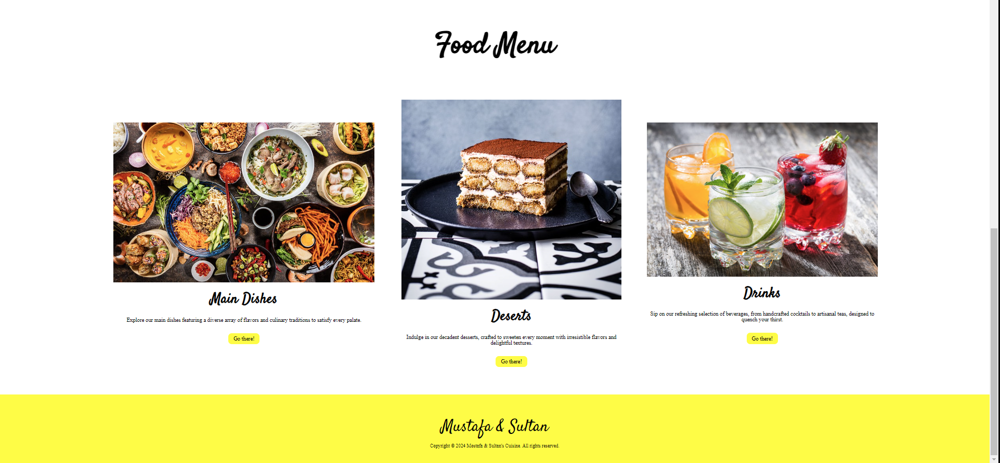 Food Menu
Main Dishes
Explore our main dishes featuring a diverse array of flavors and culinary traditions to satisfy every palate.
Go there!
Deserts
Indulge in our decadent desserts, crafted to sweeten every moment with irresistible flavors and
delightful textures.
Go there!
Drinks
Sip on our refreshing selection of beverages, from handcrafted cocktails to artisanal teas, designed to
quench your thirst.
Go there!
Mustafa & Sultan
Copyright © 2024 Mostafa & Sultan's Cuisine. All rights reserved.